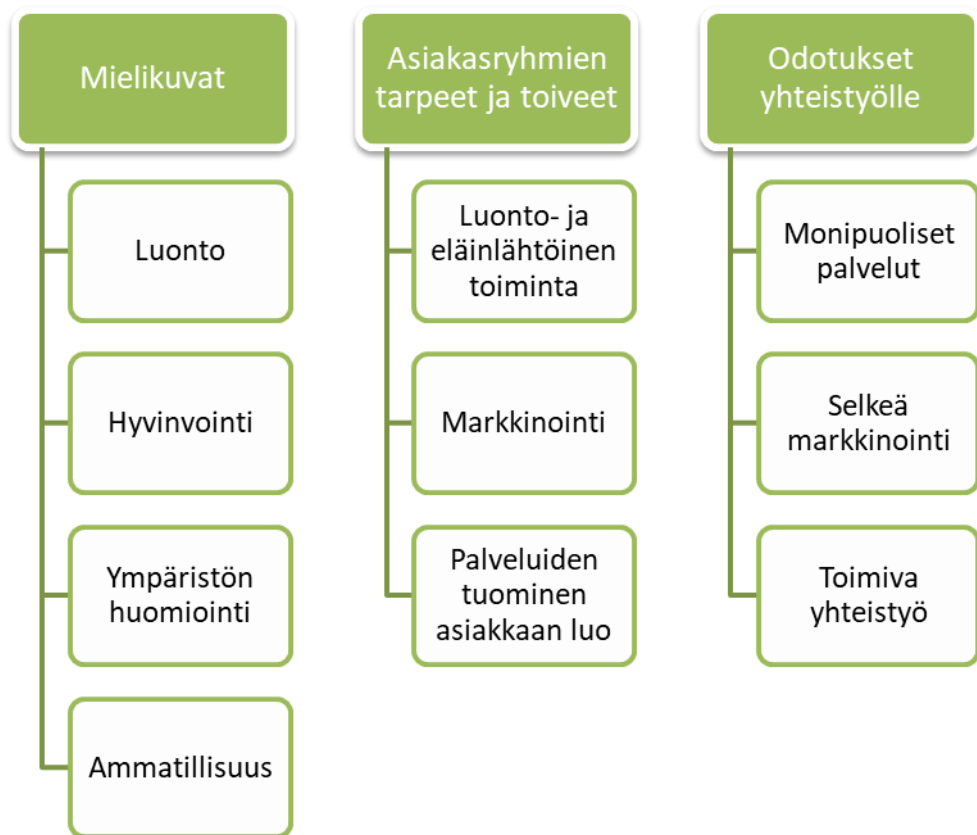 Mielikuvat
Luonto
Hyvinvointi
Ympäristön
huomiointi
Ammatillisuus
Asiakasryhmien
tarpeet ja toiveet
Luonto- ja
eläinlähtöinen
toiminta
Markkinointi
Palveluiden
tuominen
asiakkaan luo
Odotukset
yhteistyölle
Monipuoliset
palvelut
Selkeä
markkinointi
Toimiva
yhteistyö